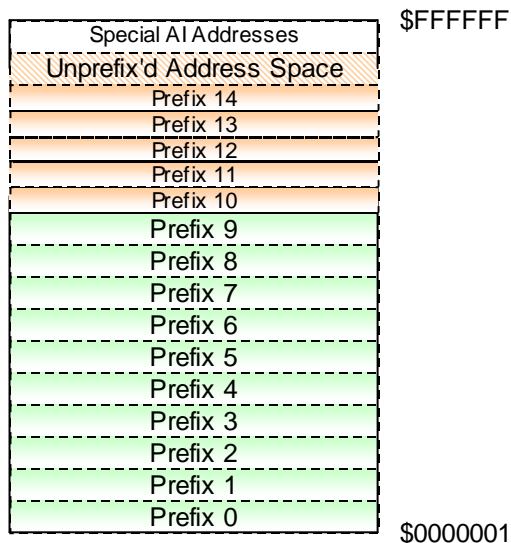 $FFFFFF
Special AI Addresses
Unprefix'd Address Space
Prefix 14
Prefix 13
Prefix 12
Prefix 11
Prefix 10
Prefix 9
Prefix 8
Prefix 7
Prefix 6
Prefix 5
Prefix 4
Prefix 3
Prefix 2
Prefix 1
Prefix 0
$0000001